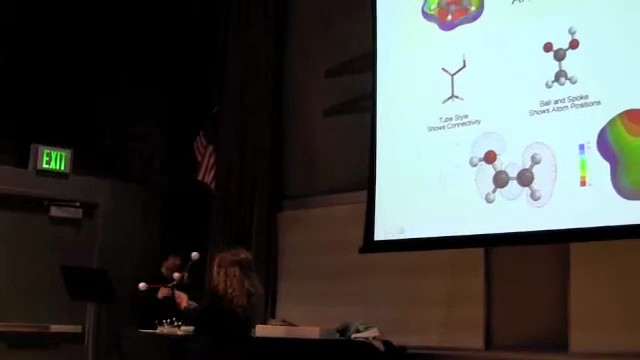 EXIT
Tube Style
Shows Connectivity
Ball and Spoke
Shows Atom Positions